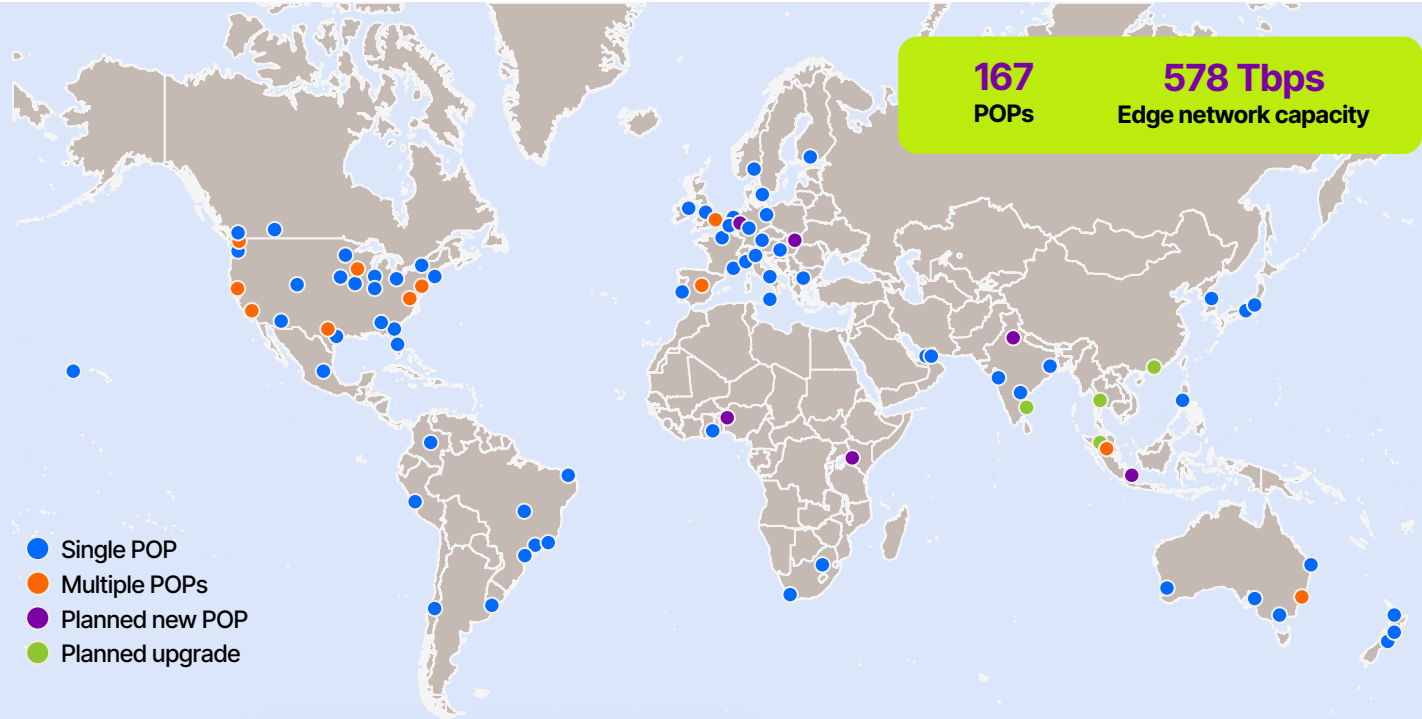 167
POPs
578 Tbps
Edge network capacity
Single POP
Multiple POPs
Planned new POP
Planned upgrade